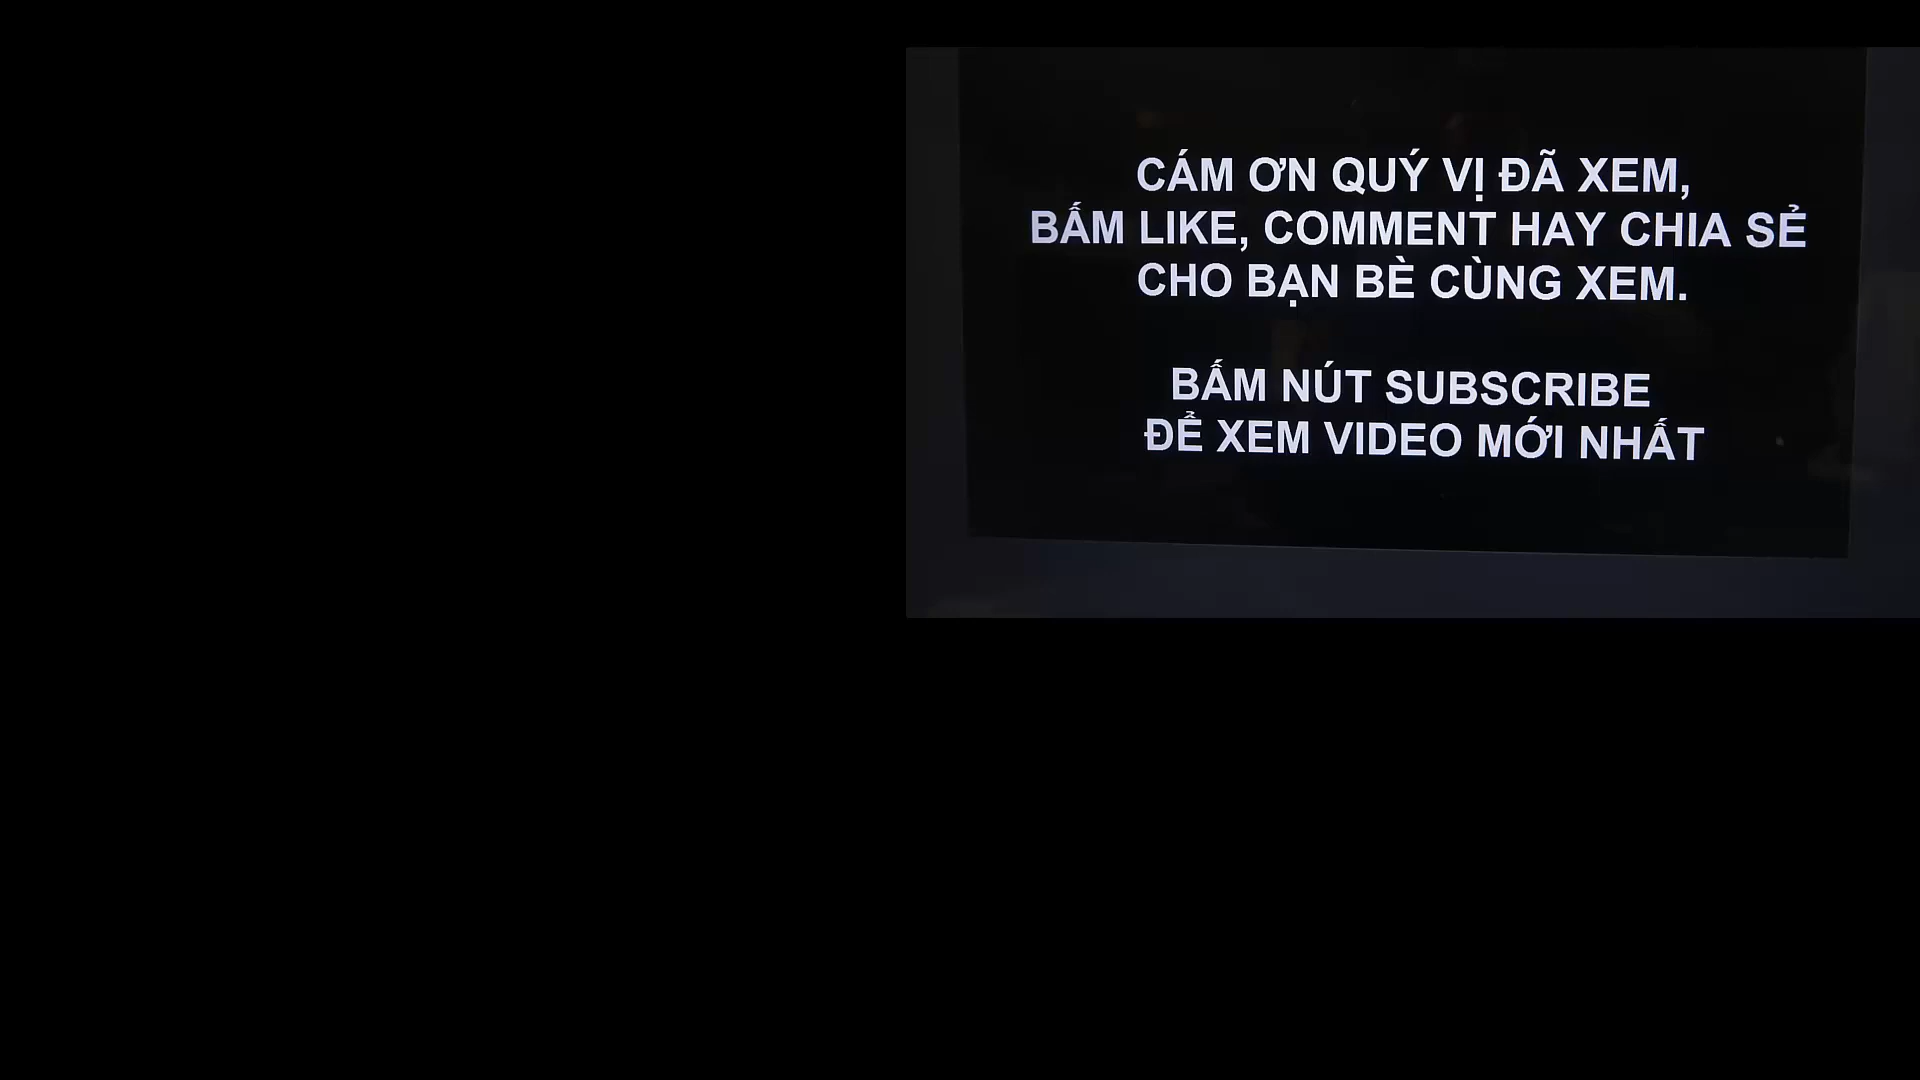 CÁM ƠN QUÝ VỊ ĐÃ XEM,
BẤM LIKE, COMMENT HAY CHIA SẺ
CHO BẠN BÈ CÙNG XEM.
BẤM NÚT SUBSCRIBE
ĐỂ XEM VIDEO MỚI NHẤT